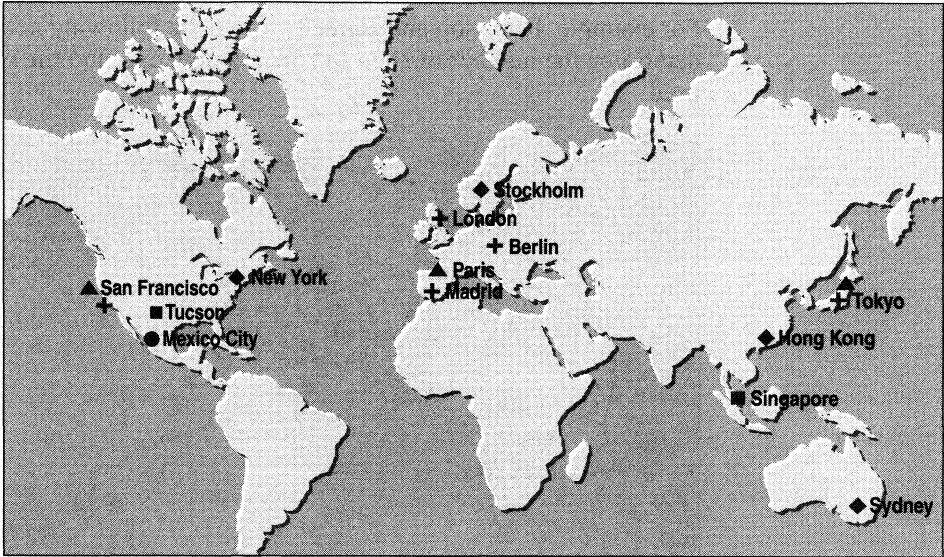 Stockholm
London
Berlin
Paris
Madrid
New York
San Francisco
Tucson
Mexico City
Tokyo
Hong Kong
Singapore
Sydney